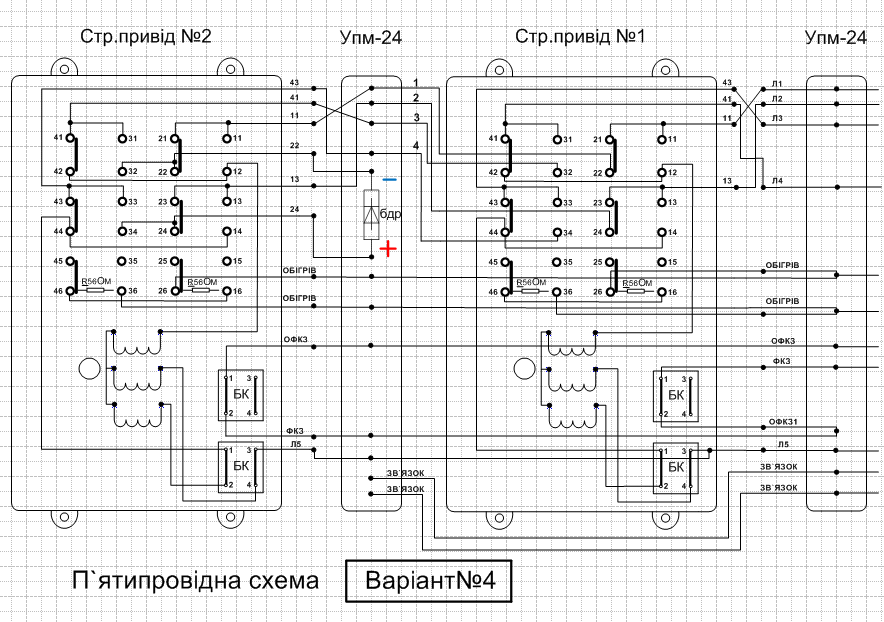 Стр.привід №2 Упм-24 Стр.привід №1 Упм-24
43 1 43 Л1
41 2 41 Л2
11 3 11 Л3
41 31 21 11 41 31 21 11
22 4
42 32 22 12 42 32 22 12
13 − 13 Л4
43 33 23 13 43 33 23 13
24 бдр
44 34 24 14 44 34 24 14
+
45 35 25 15 45 35 25 15
ОБІГРІВ ОБІГРІВ
R56Ом R56Ом R56Ом R56Ом
46 36 26 16 46 36 26 16
ОБІГРІВ ОБІГРІВ
ОФКЗ ОФКЗ
ФКЗ
1 3 1 3
БК БК
2 4 2 4
ОФКЗ1
ФКЗ
Л5 Л5
1 3 1 3
БК БК
2 4 2 4
ЗВ`ЯЗОК ЗВ`ЯЗОК
ЗВ`ЯЗОК ЗВ`ЯЗОК
П`ятипровідна схема Варіант№4